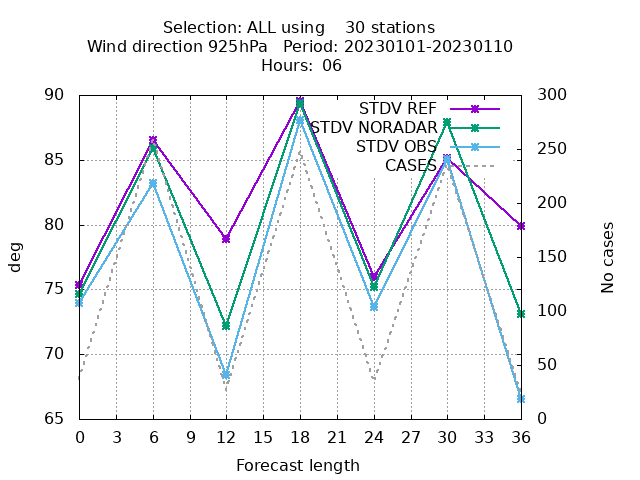 Selection: ALL using    30 stations
Wind direction 925hPa   Period: 20230101-20230110
Hours: 06
STDV REF
STDV NORADAR
STDV OBS
CASES
90
85
80
75
70
65
deg
300
250
200
150
100
50
0
No cases
0 3 6 9 12 15 18 21 24 27 30 33 36
Forecast length